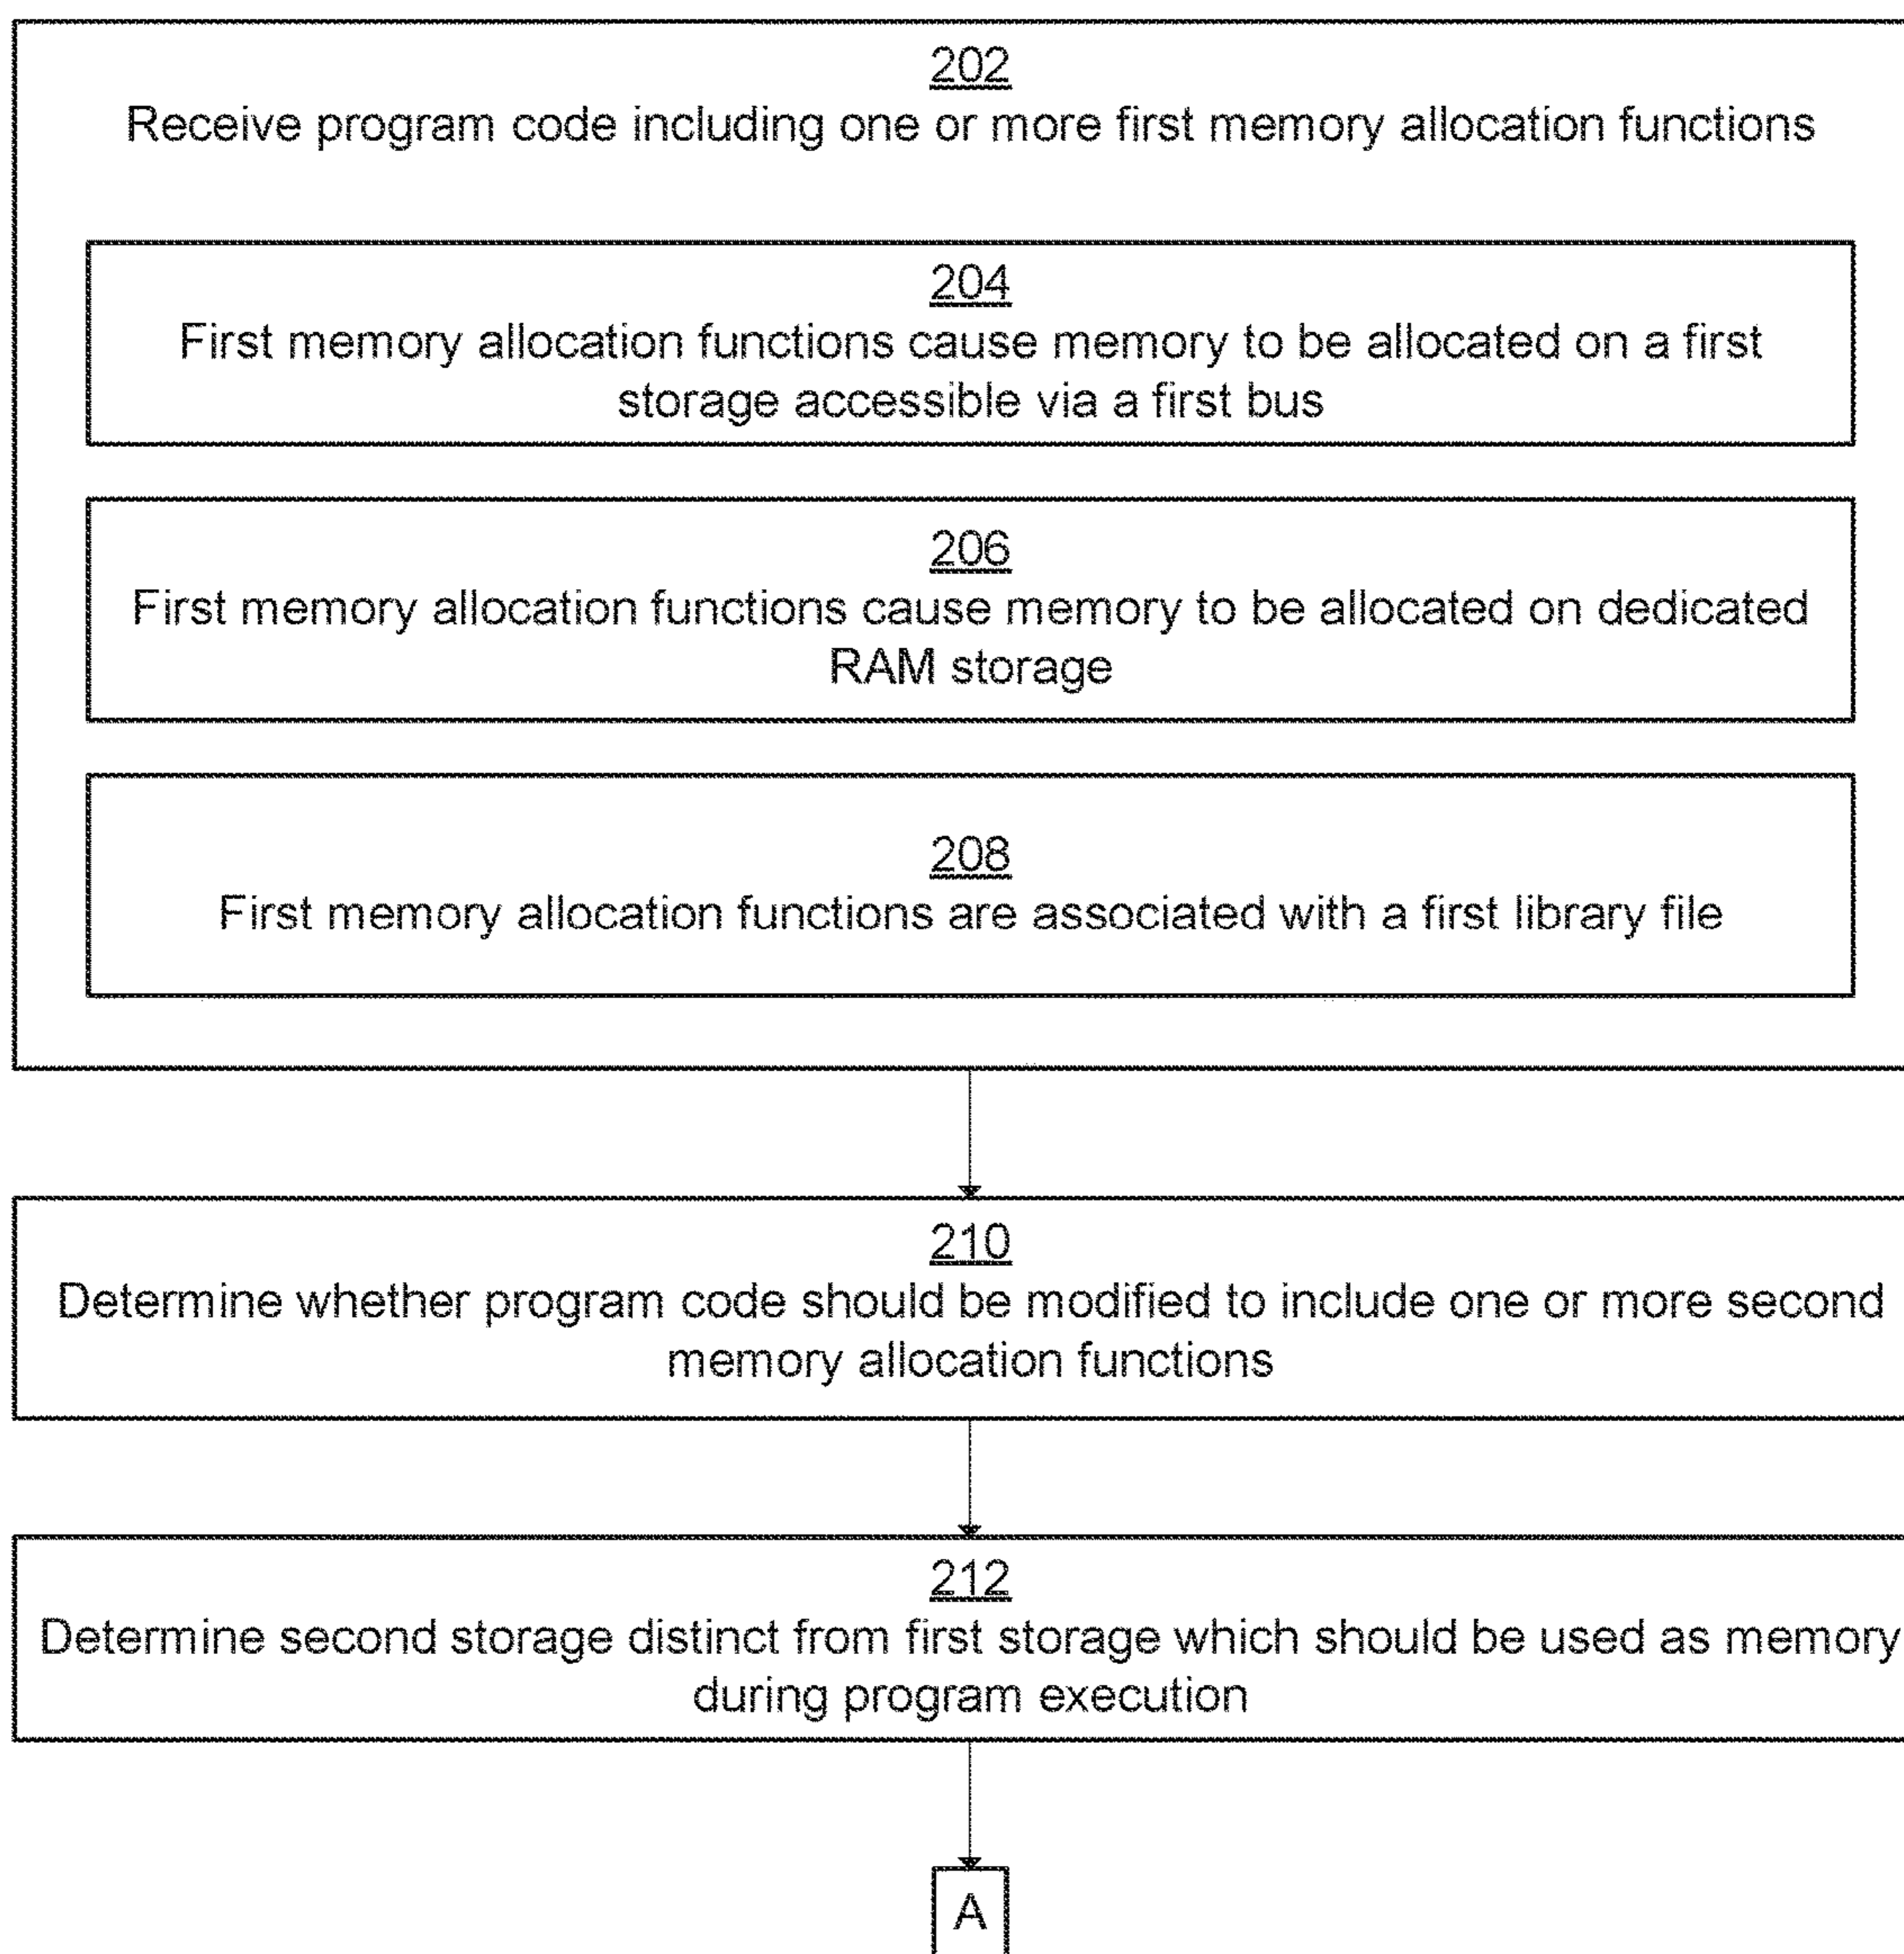 202
Receive program code including one or more first memory allocation functions
204
First memory allocation functions cause memory to be allocated on a first
storage accessible via a first bus
206
First memory allocation functions cause memory to be allocated on dedicated
RAM storage
208
First memory allocation functions are associated with a first library file
210
Determine whether program code should be modified to include one or more second
memory allocation functions
212
Determine second storage distinct from first storage which should be used as memory
during program execution
A